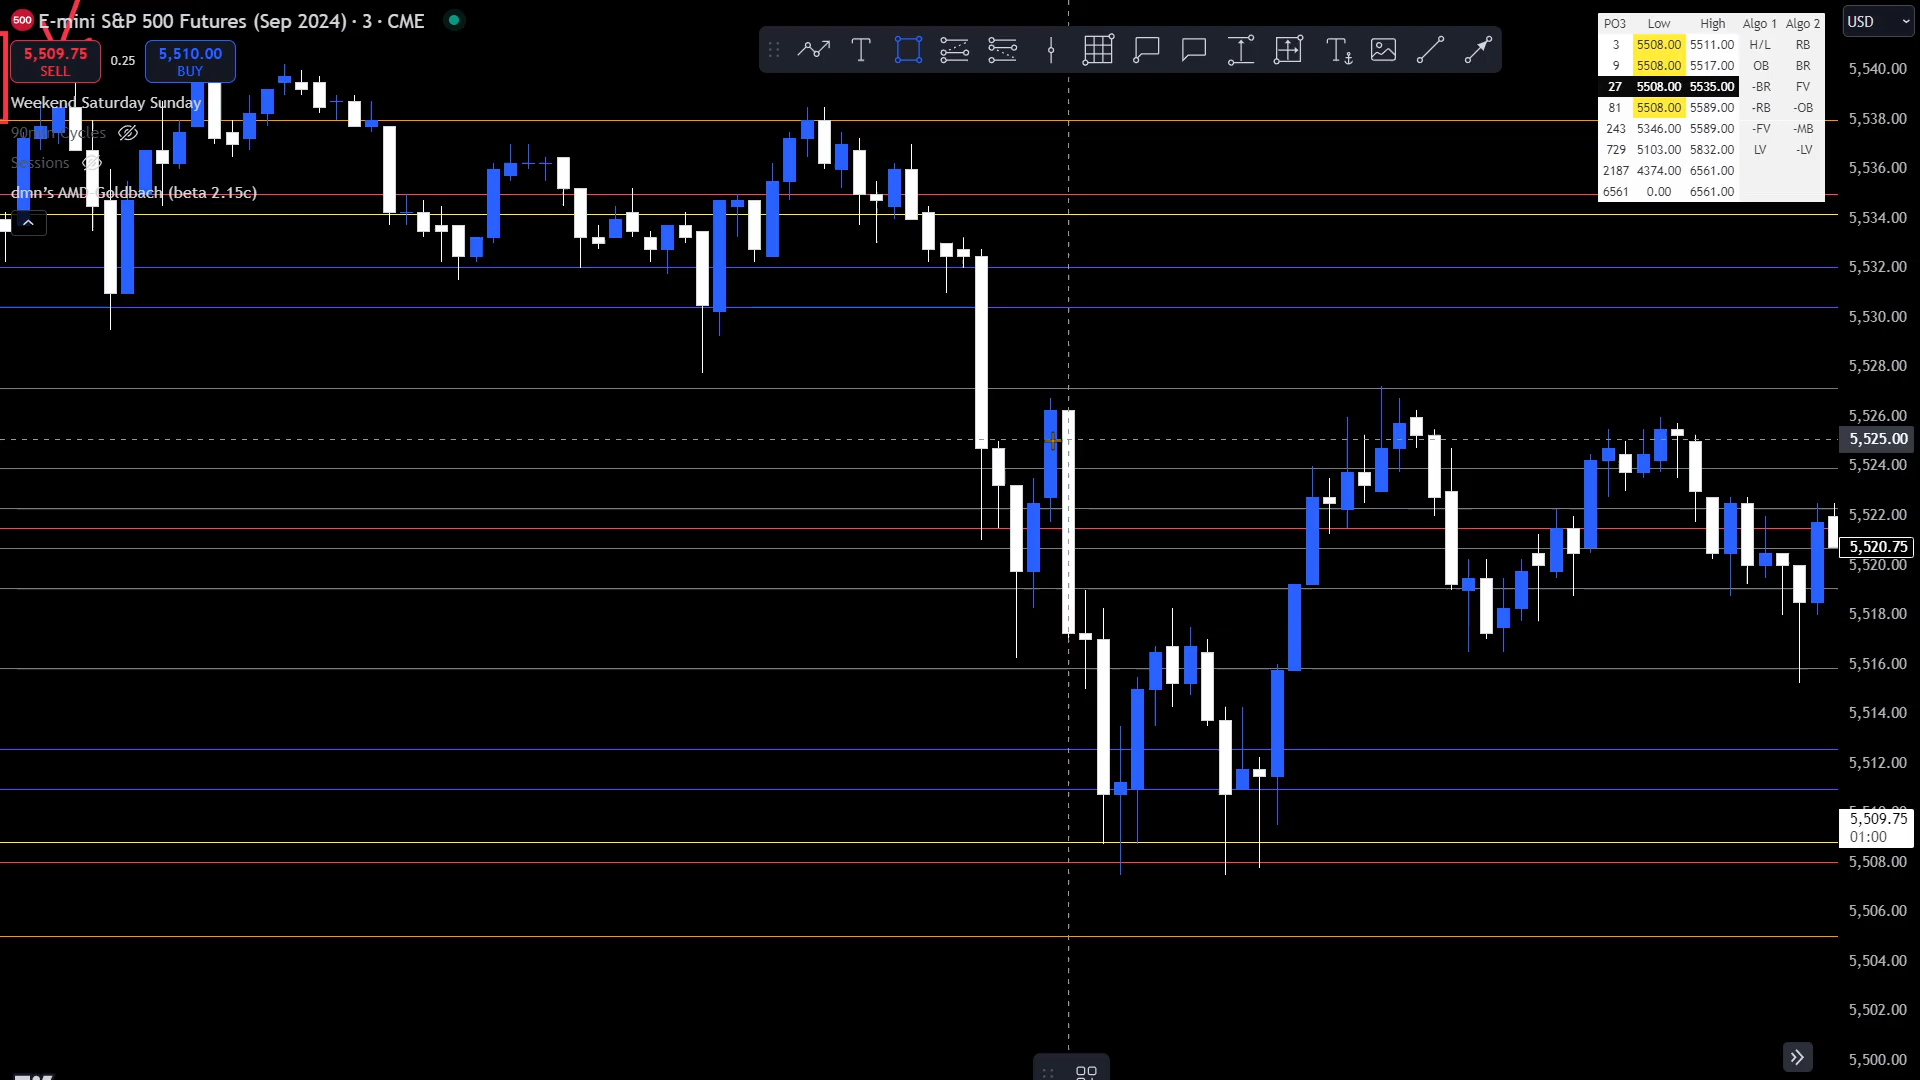 500 E-mini S&P 500 Futures (Sep 2024) · 3 · CME
5,509.75 SELL
0.25
5,510.00 BUY
Weekend Saturday Sunday
90min Cycles
Sessions
dmn's AMD-Goldbach (beta 2.15c)
PO3 Low High Algo 1 Algo 2
3 5508.00 5511.00 H/L RB
9 5508.00 5517.00 OB BR
27 5508.00 5535.00 -BR FV
81 5508.00 5589.00 -RB -OB
243 5346.00 5589.00 -FV -MB
729 5103.00 5832.00 LV -LV
2187 4374.00 6561.00
6561 0.00 6561.00
USD
5,540.00
5,538.00
5,536.00
5,534.00
5,532.00
5,530.00
5,528.00
5,526.00
5,525.00
5,524.00
5,522.00
5,520.75
5,520.00
5,518.00
5,516.00
5,514.00
5,512.00
5,509.75
01:00
5,508.00
5,506.00
5,504.00
5,502.00
5,500.00